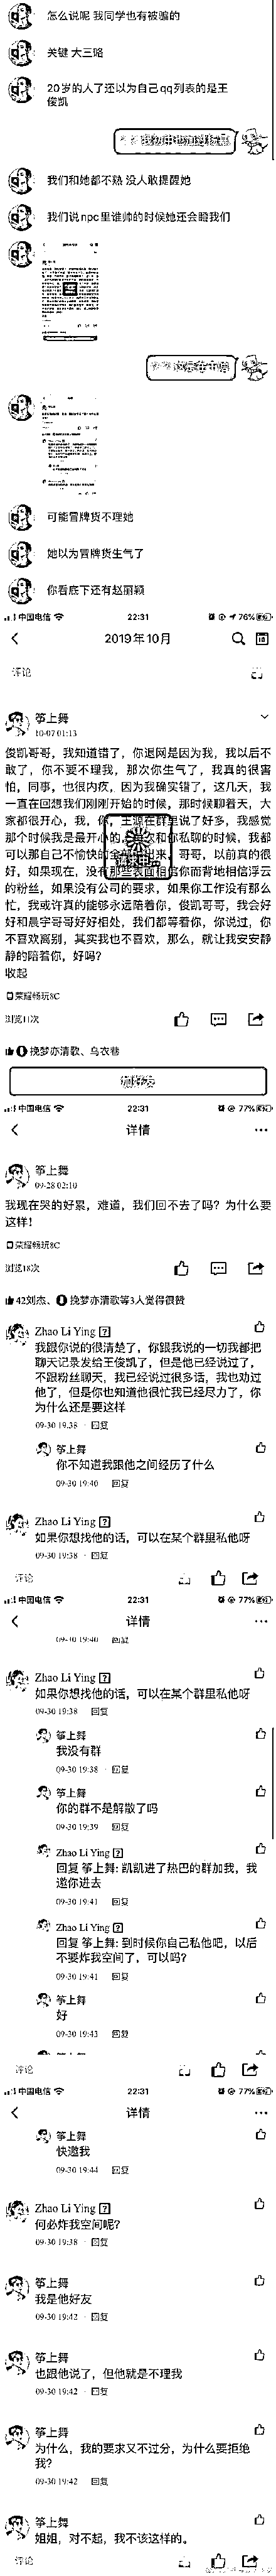 怎么说呢 我同学也有被骗的
关键 大三咯
20岁的人了还以为自己qq列表的是王
俊凯
我们和她都不熟 没人敢提醒她
我们说npc里谁帅的时候她还会瞪我们
可能冒牌货不理她
她以为冒牌货生气了
你看底下还有赵丽颖
中国电信
22:31
76%
2019年10月
评论
筝上舞
10-07 01:13
俊凯哥哥，我知道错了，你退网是因为我，我以后不
敢了，你不要不理我，那次你生气了，我真的很害
怕，同事，也很内疚，因为我确实错了，这几天，我
一直在回想我们刚刚开始的时候，那时候聊着天，大
家都很开心，我，你，王
说了好多，我感觉
那个时候我是最开心的
和你私聊的时候，我都
可以那自己不愉快的
哥哥，以前真的很
好，如果现在，没有那些表面相信你而背地相信浮云
的粉丝，如果没有公司的要求，如果你工作没有那么
忙，我或许真的能够永远陪着你，俊凯哥哥，我会好
好和晨宇哥哥好好相处，我们都等着你，你说过，你
不喜欢离别，其实我也不喜欢，那么，就让我安安静
静的陪着你，好吗？
收起
荣耀畅玩8C
浏览11次
挽梦亦清歌、乌衣巷
中国电信
22:31
77%
详情
筝上舞
09-28 02:10
我现在哭的好累，难道，我们回不去了吗？为什么要
这样！
荣耀畅玩8C
浏览18次
42刘杰、挽梦亦清歌等3人觉得很赞
Zhao Li Ying
我跟你说的很清楚了，你跟我说的一切我都把
聊天记录发给王俊凯了，但是他已经说过了，
不跟粉丝聊天，我已经说过很多话，我也劝过
他了，但是你也知道他很忙我已经尽力了，你
为什么还是要这样
09-30 19:38 · 回复
筝上舞
你不知道我跟他之间经历了什么
09-30 19:40 回复
Zhao Li Ying
如果你想找他的话，可以在某个群里私他呀
09-30 19:38 · 回复
评论
中国电信
22:31
77%
详情
09-30 19:40 回复
Zhao Li Ying
如果你想找他的话，可以在某个群里私他呀
09-30 19:38 回复
筝上舞
我没有群
09-30 19:38 · 回复
筝上舞
你的群不是解散了吗
09-30 19:39 回复
Zhao Li Ying
回复 筝上舞: 凯凯进了热巴的群加我，我
邀你进去
09-30 19:41 回复
Zhao Li Ying
回复 筝上舞: 到时候你自己私他吧，以后
不要炸我空间了，可以吗？
09-30 19:41 回复
筝上舞
好
09-30 19:43 回复
评论
中国电信
22:31
77%
详情
筝上舞
快邀我
09-30 19:44 回复
Zhao Li Ying
何必炸我空间呢？
09-30 19:38 · 回复
筝上舞
我是他好友
09-30 19:42 · 回复
筝上舞
也跟他说了，但他就是不理我
09-30 19:42 · 回复
筝上舞
为什么，我的要求又不过分，为什么要拒绝
我？
09-30 19:42 回复
筝上舞
姐姐，对不起，我不该这样的。
评论